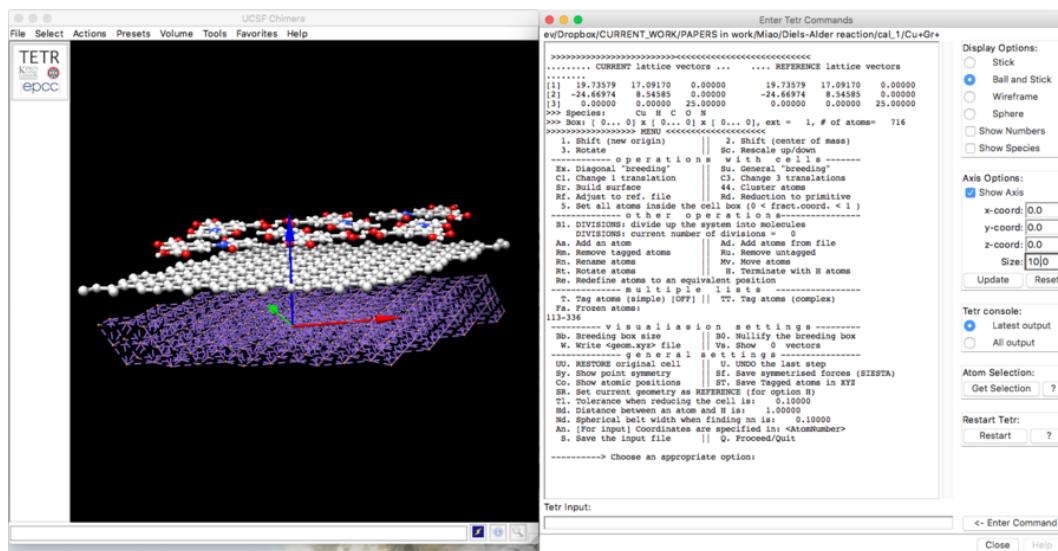 UCSF Chimera
File Select Actions Presets Volume Tools Favorites Help
TETR
epcc
Enter Tetr Commands
ev/Dropbox/CURRENT_WORK/PAPERS in work/Miao/Diels-Alder reaction/cal_1/Cu+Gr+
>>>>>>>>>>>>>>>>>>>>>>>>><<<<<<<<<<<<<<<<<<<<<<<<<<<
......... CURRENT lattice vectors ...... .... REFERENCE lattice vectors
........
[1] 19.73579 17.09170 0.00000 19.73579 17.09170 0.00000
[2] -24.66974 8.54585 0.00000 -24.66974 8.54585 0.00000
[3] 0.00000 0.00000 25.00000 0.00000 0.00000 25.00000
>>> Species: Cu H C O N
>>> Box: [ 0... 0] x [ 0... 0] x [ 0... 0], ext = 1, # of atoms= 716
>>>>>>>>>>>>>>>>>> MENU <<<<<<<<<<<<<<<<<<<<
1. Shift (new origin) || 2. Shift (center of mass)
3. Rotate || Sc. Rescale up/down
------------ o p e r a t i o n s w i t h c e l l s -------
Ex. Diagonal "breeding" || Su. General "breeding"
C1. Change 1 translation || C3. Change 3 translations
Sr. Build surface || 44. Cluster atoms
Rf. Adjust to ref. file || Rd. Reduction to primitive
5. Set all atoms inside the cell box (0 < fract.coord. < 1 )
------------- o t h e r o p e r a t i o n s---------------
Bl. DIVISIONS: divide up the system into molecules
DIVISIONS: current number of divisions = 0
Aa. Add an atom || Ad. Add atoms from file
Rm. Remove tagged atoms || Ru. Remove untagged
Rn. Rename atoms || Mv. Move atoms
Rt. Rotate atoms || H. Terminate with H atoms
Re. Redefine atoms to an equivalent position
------------- m u l t i p l e l i s t s ---------------
T. Tag atoms (simple) [OFF] || TT. Tag atoms (complex)
Fa. Frozen atoms:
113-336
---------- v i s u a l i a s i o n s e t t i n g s ---------
Bb. Breeding box size || B0. Nullify the breeding box
W. Write <geom.xyz> file || Vs. Show 0 vectors
------------- g e n e r a l s e t t i n g s ---------------
UU. RESTORE original cell || U. UNDO the last step
Sy. Show point symmetry || Sf. Save symmetrised forces (SIESTA)
Co. Show atomic positions || ST. Save Tagged atoms in XYZ
SR. Set current geometry as REFERENCE (for option H)
Tl. Tolerance when reducing the cell is: 0.10000
Hd. Distance between an atom and H is: 1.00000
Nd. Spherical belt width when finding nn is: 0.10000
An. [For input] Coordinates are specified in: <AtomNumber>
S. Save the input file || Q. Proceed/Quit
----------> Choose an appropriate option:
Tetr Input:
Display Options:
Stick
Ball and Stick
Wireframe
Sphere
Show Numbers
Show Species
Axis Options:
Show Axis
x-coord: 0.0
y-coord: 0.0
z-coord: 0.0
Size: 10.0
Update Reset
Tetr console:
Latest output
All output
Atom Selection:
Get Selection ?
Restart Tetr:
Restart ?
<- Enter Command
Close Help